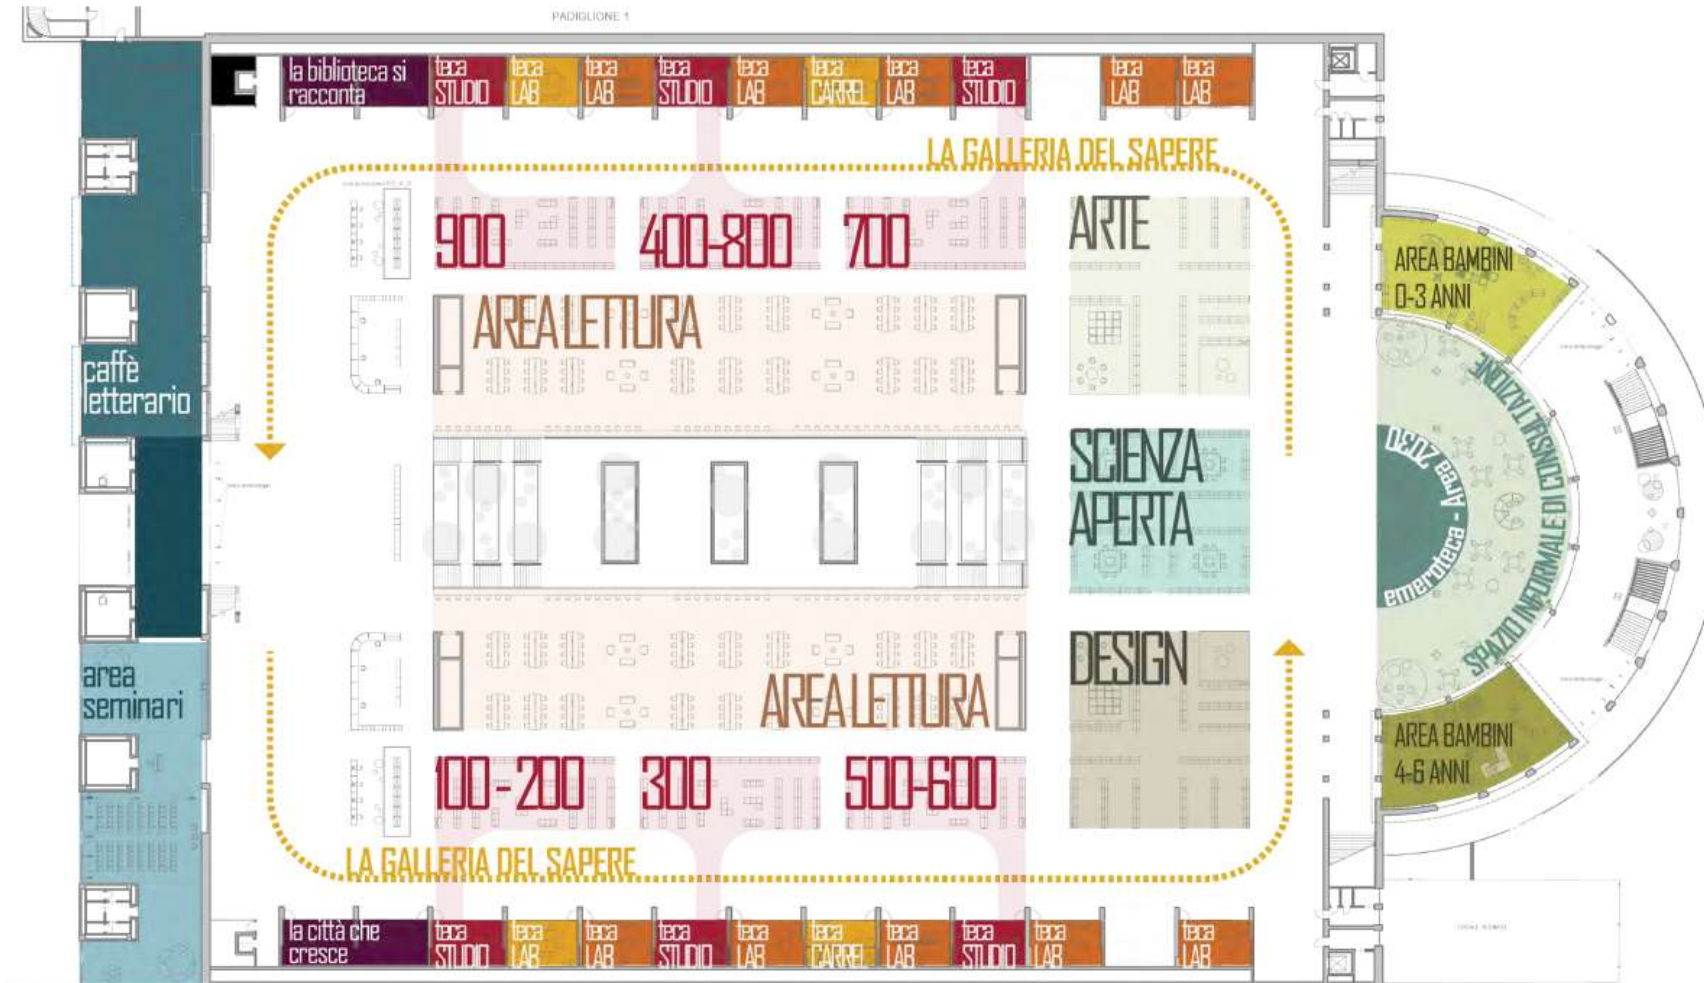 PADIGLIONE 1
la biblioteca si
racconta
teca
STUDIO
teca
LAB
teca
LAB
teca
STUDIO
teca
LAB
teca
CARREL
teca
LAB
teca
STUDIO
teca
LAB
teca
LAB
LA GALLERIA DEL SAPERE
900
400-800
700
ARTE
AREA BAMBINI
0-3 ANNI
AREA LETTURA
caffè
letterario
SCIENZA
APERTA
emeroteca - Area 2030
SPAZIO INFORMALE DI CONSULTAZIONE
area
seminari
DESIGN
AREA LETTURA
AREA BAMBINI
4-6 ANNI
100-200
300
500-600
LA GALLERIA DEL SAPERE
la città che
cresce
teca
STUDIO
teca
LAB
teca
LAB
teca
STUDIO
teca
LAB
teca
CARREL
teca
LAB
teca
STUDIO
teca
LAB
teca
LAB